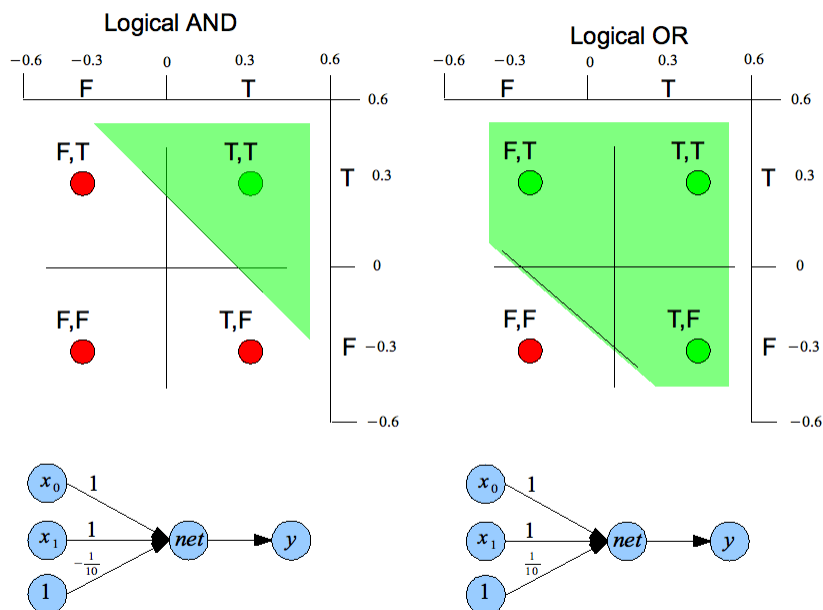 Logical AND
−0.6 −0.3 0 0.3 0.6
F T
0.6
F,T T,T
T 0.3
0
F,F T,F
F −0.3
−0.6
x0 1
x1 1 net y
−1/10
1
Logical OR
−0.6 −0.3 0 0.3 0.6
F T
0.6
F,T T,T
T 0.3
0
F,F T,F
F −0.3
−0.6
x0 1
x1 1 net y
1/10
1